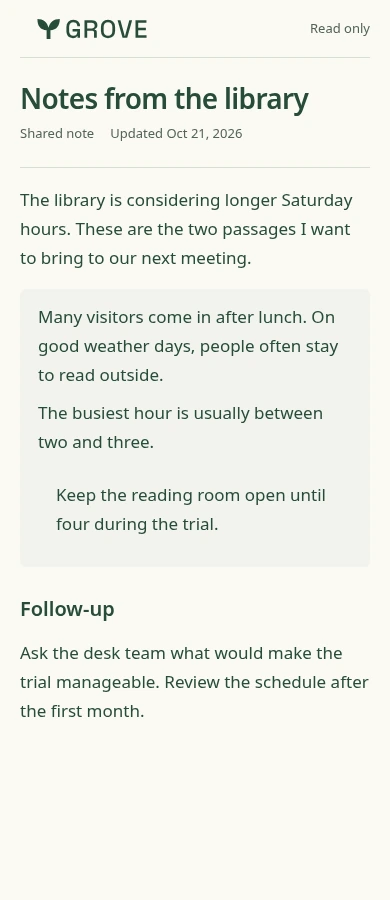 GROVE
Read only
Notes from the library
Shared note Updated Oct 21, 2026
The library is considering longer Saturday
hours. These are the two passages I want
to bring to our next meeting.
Many visitors come in after lunch. On
good weather days, people often stay
to read outside.
The busiest hour is usually between
two and three.
Keep the reading room open until
four during the trial.
Follow-up
Ask the desk team what would make the
trial manageable. Review the schedule after
the first month.